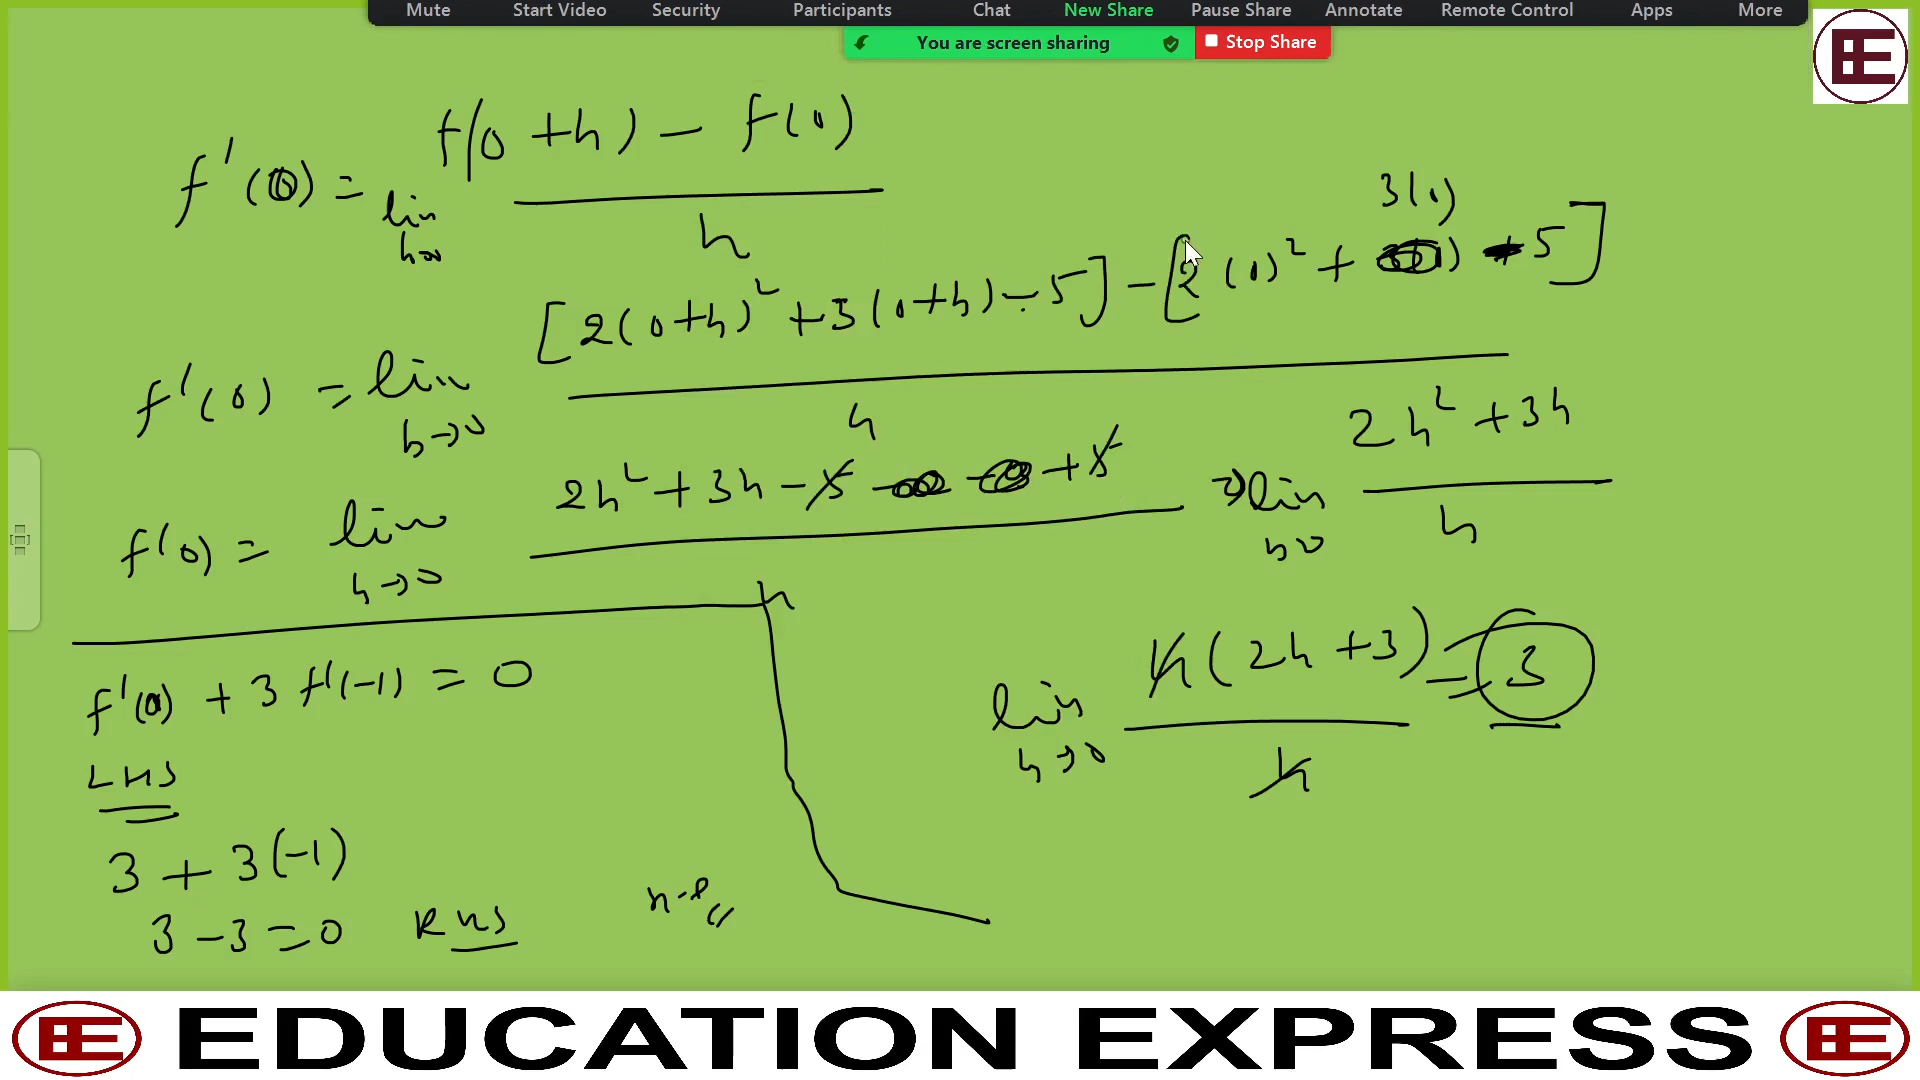 Mute Start Video Security Participants Chat New Share Pause Share Annotate Remote Control Apps More
You are screen sharing Stop Share
f'(0) = lim h→0 f(0+h) - f(0) / h
f'(0) = lim h→0 [2(0+h)² + 3(0+h) - 5] - [2(0)² + 3(0) - 5] / h
f'(0) = lim h→0 2h² + 3h - 5 + 5 / h ⇒ lim h→0 2h² + 3h / h
lim h→0 h(2h+3) / h = 3
f'(0) + 3 f'(-1) = 0
LHS
3 + 3(-1)
3 - 3 = 0 RHS
H-P
EDUCATION EXPRESS